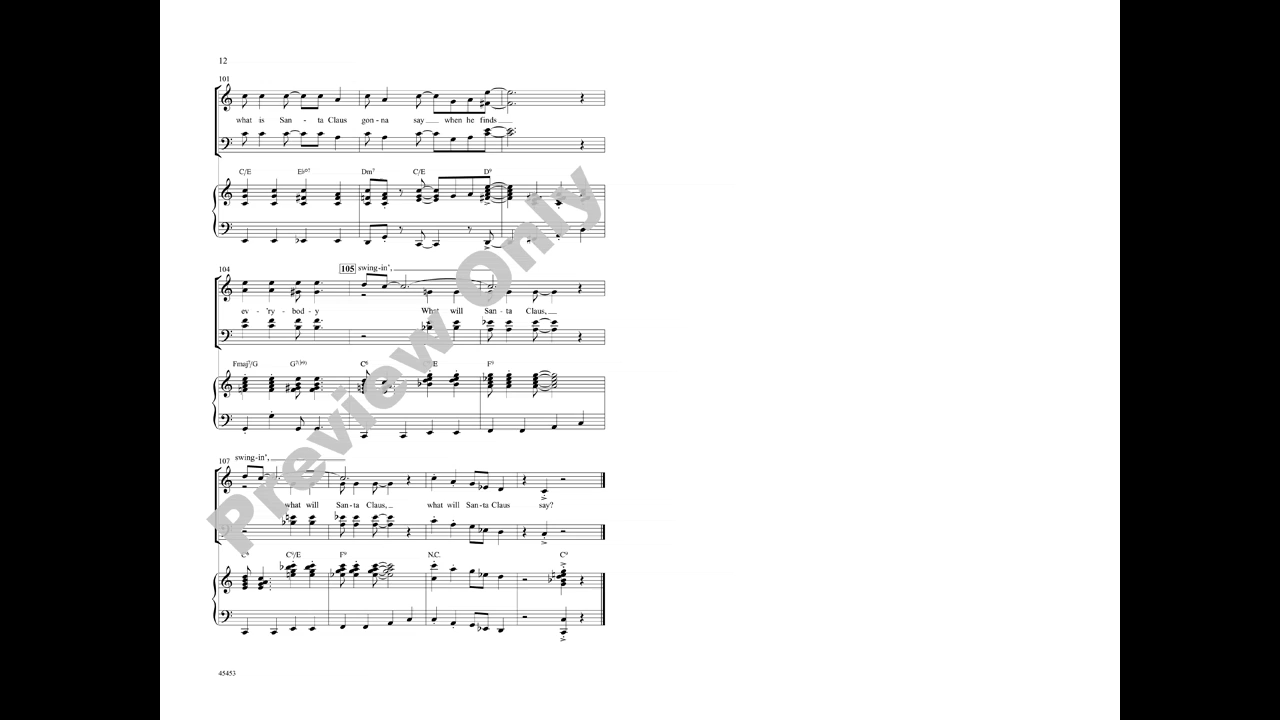 12
101
what is San - ta Claus gon - na say when he finds
C/E E♭°⁷ Dm⁷ C/E D⁹
104
105 swing-in',
ev - 'ry - bod - y What will San - ta Claus,
Fmaj⁷/G G⁷⁽♭⁹⁾ C⁶ /E F⁹
107 swing-in',
what will San - ta Claus, what will San - ta Claus say?
C⁹/E F⁹ N.C. C⁹
45453
Preview Only